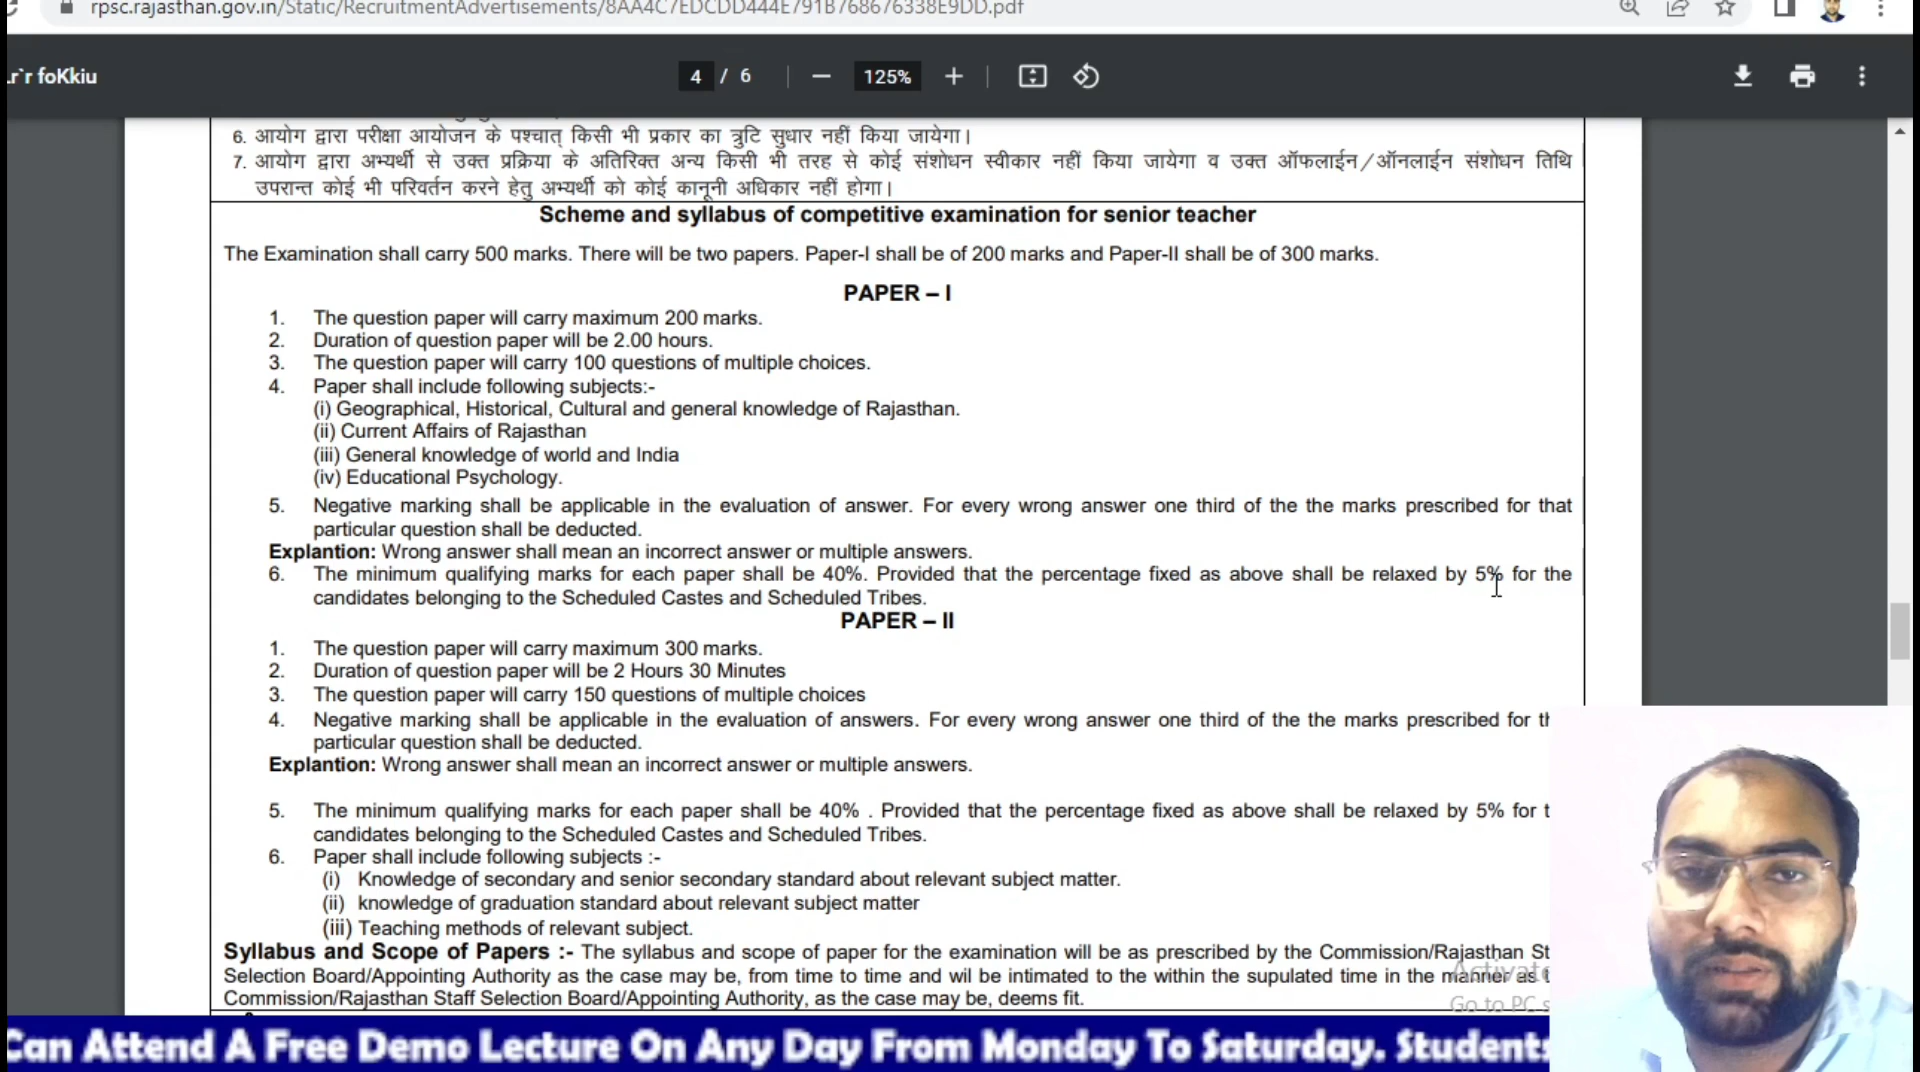 rpsc.rajasthan.gov.in/Static/RecruitmentAdvertisements/8AA4C7EDCDD444E791B768676338E9DD.pdf
r`r foKkiu
4 / 6
125%
6. आयोग द्वारा परीक्षा आयोजन के पश्चात् किसी भी प्रकार का त्रुटि सुधार नहीं किया जायेगा।
7. आयोग द्वारा अभ्यर्थी से उक्त प्रक्रिया के अतिरिक्त अन्य किसी भी तरह से कोई संशोधन स्वीकार नहीं किया जायेगा व उक्त ऑफलाईन/ऑनलाईन संशोधन तिथि
उपरान्त कोई भी परिवर्तन करने हेतु अभ्यर्थी को कोई कानूनी अधिकार नहीं होगा।
Scheme and syllabus of competitive examination for senior teacher
The Examination shall carry 500 marks. There will be two papers. Paper-I shall be of 200 marks and Paper-II shall be of 300 marks.
PAPER – I
1. The question paper will carry maximum 200 marks.
2. Duration of question paper will be 2.00 hours.
3. The question paper will carry 100 questions of multiple choices.
4. Paper shall include following subjects:-
(i) Geographical, Historical, Cultural and general knowledge of Rajasthan.
(ii) Current Affairs of Rajasthan
(iii) General knowledge of world and India
(iv) Educational Psychology.
5. Negative marking shall be applicable in the evaluation of answer. For every wrong answer one third of the the marks prescribed for that
particular question shall be deducted.
Explantion: Wrong answer shall mean an incorrect answer or multiple answers.
6. The minimum qualifying marks for each paper shall be 40%. Provided that the percentage fixed as above shall be relaxed by 5% for the
candidates belonging to the Scheduled Castes and Scheduled Tribes.
PAPER – II
1. The question paper will carry maximum 300 marks.
2. Duration of question paper will be 2 Hours 30 Minutes
3. The question paper will carry 150 questions of multiple choices
4. Negative marking shall be applicable in the evaluation of answers. For every wrong answer one third of the the marks prescribed for
particular question shall be deducted.
Explantion: Wrong answer shall mean an incorrect answer or multiple answers.
5. The minimum qualifying marks for each paper shall be 40% . Provided that the percentage fixed as above shall be relaxed by 5% for
candidates belonging to the Scheduled Castes and Scheduled Tribes.
6. Paper shall include following subjects :-
(i) Knowledge of secondary and senior secondary standard about relevant subject matter.
(ii) knowledge of graduation standard about relevant subject matter
(iii) Teaching methods of relevant subject.
Syllabus and Scope of Papers :- The syllabus and scope of paper for the examination will be as prescribed by the Commission/Rajasthan
Selection Board/Appointing Authority as the case may be, from time to time and wil be intimated to the within the supulated time in the manner as
Commission/Rajasthan Staff Selection Board/Appointing Authority, as the case may be, deems fit.
Activate
Go to PC
Can Attend A Free Demo Lecture On Any Day From Monday To Saturday. Students